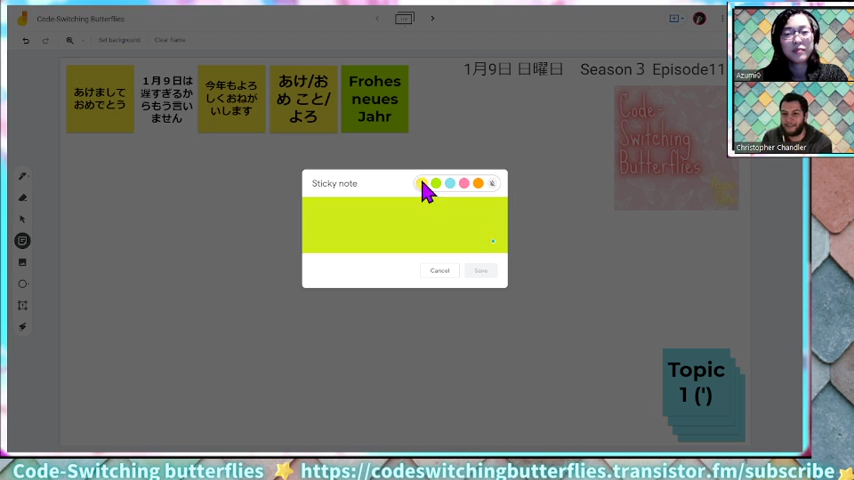 Code-Switching Butterflies
Set background
Clear frame
1月9日 日曜日 Season 3 Episode11
あけまして
おめでとう
1月9日は
遅すぎるか
らもう言い
ません
今年もよろ
しくおねが
いします
あけ/お
め こと/
よろ
Frohes
neues
Jahr
Code-
Switching
Butterflies
Azumi
Christopher Chandler
Sticky note
Cancel
Save
Topic
1 (')
Code-Switching butterflies https://codeswitchingbutterflies.transistor.fm/subscribe